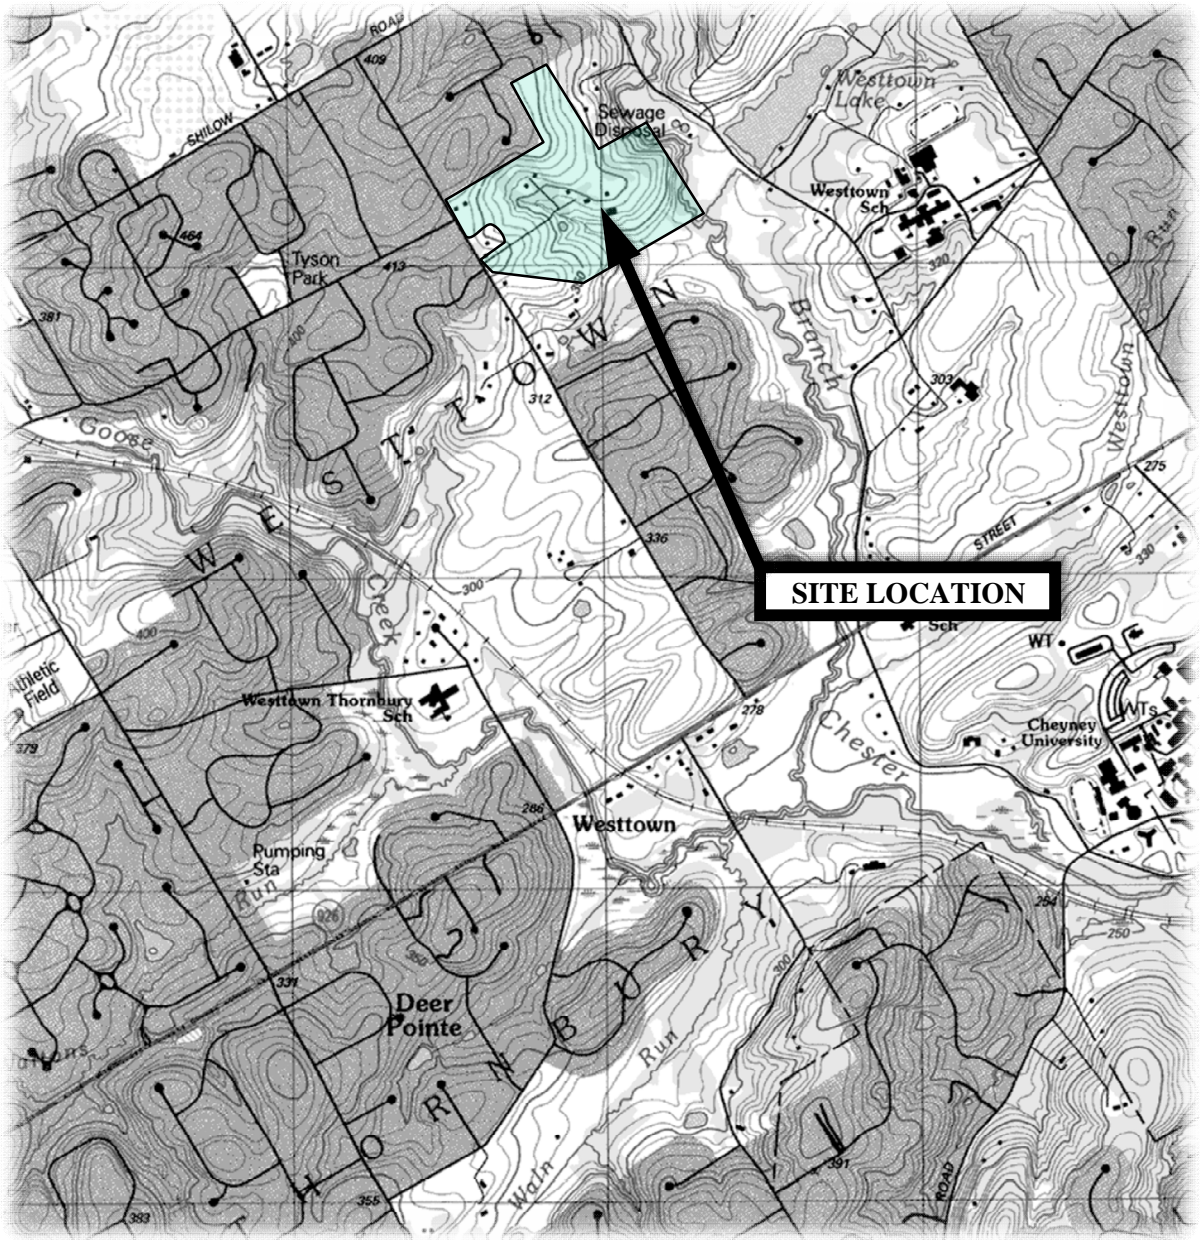 ROAD
409
Westtown
Lake
Sewage
Disposal
SHILOW
Westtown
Sch
464
Tyson
Park
413
320
Run
381
350
N
W
O
T
T
S
E
W
400
Branch
303
312
Westtown
Goose
275
STREET
336
330
Creek
300
SITE LOCATION
Sch
WT
400
Athletic
Field
Westtown Thornbury
Sch
278
Chester
WTs
Cheyney
University
379
286
Westtown
Pumping
Sta
Run
926
254
250
350
300
331
Deer
Pointe
Y
R
U
B
N
R
O
H
Run
391
ROAD
Waln
355
383